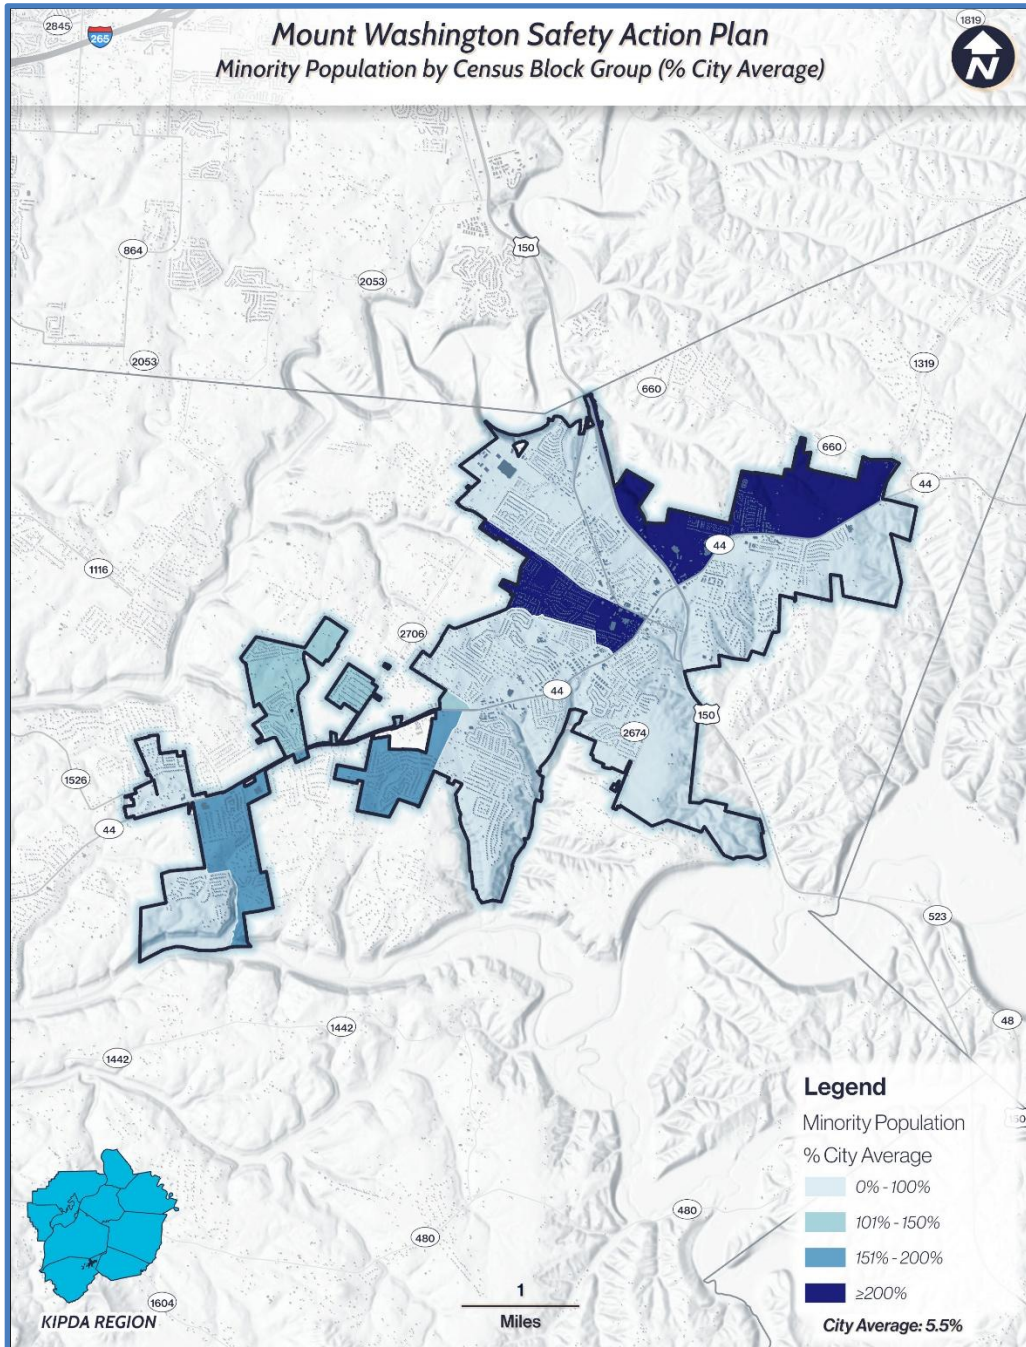 Mount Washington Safety Action Plan
Minority Population by Census Block Group (% City Average)
2845
265
1819
N
150
864
2053
2053
660
1319
660
44
44
1116
2706
44
2674
150
1526
44
523
48
1442
1442
150
480
480
1604
KIPDA REGION
1
Miles
Legend
Minority Population
% City Average
0% - 100%
101% - 150%
151% - 200%
≥200%
City Average: 5.5%